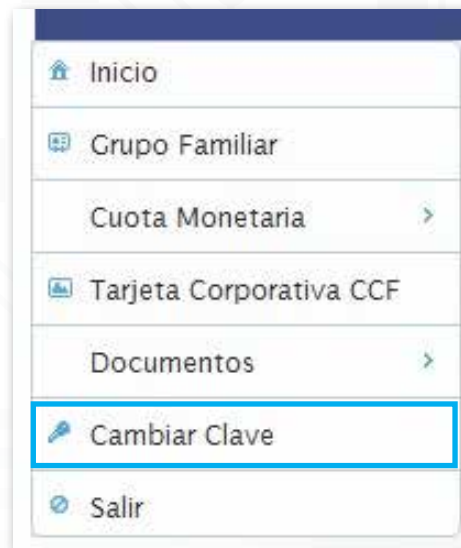 Inicio
Grupo Familiar
Cuota Monetaria
Tarjeta Corporativa CCF
Documentos
Cambiar Clave
Salir